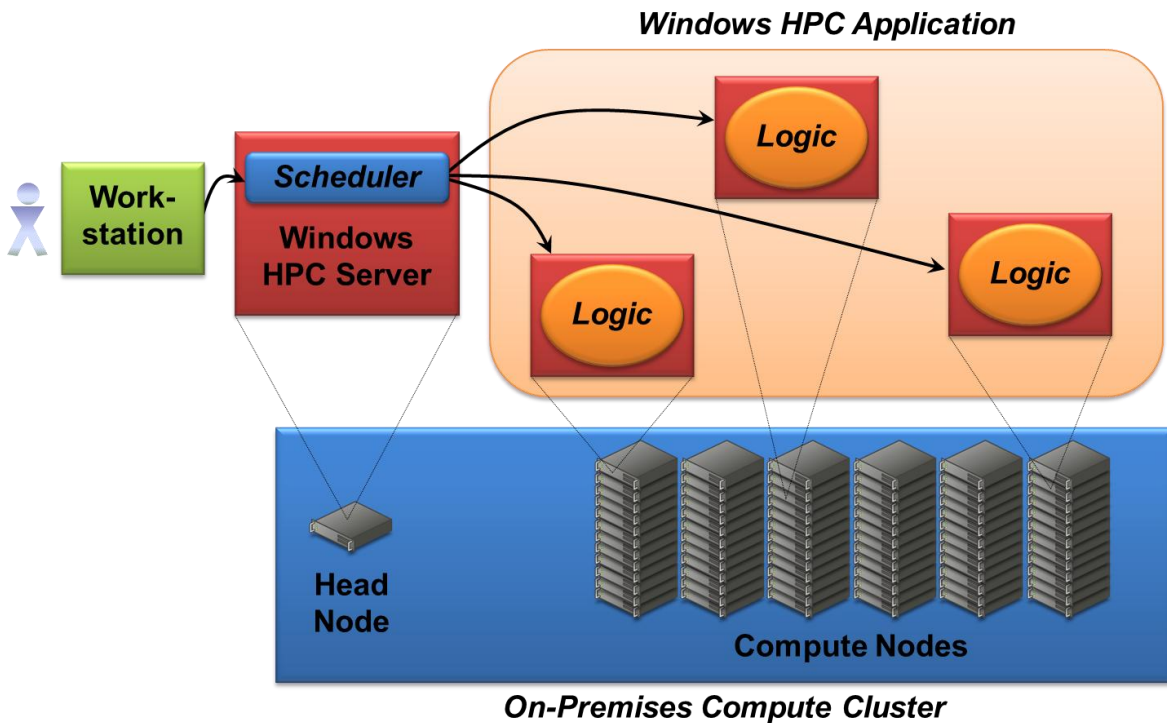 Windows HPC Application
Logic
Scheduler
Work-
station
Windows
HPC Server
Logic
Logic
Head
Node
Compute Nodes
On-Premises Compute Cluster